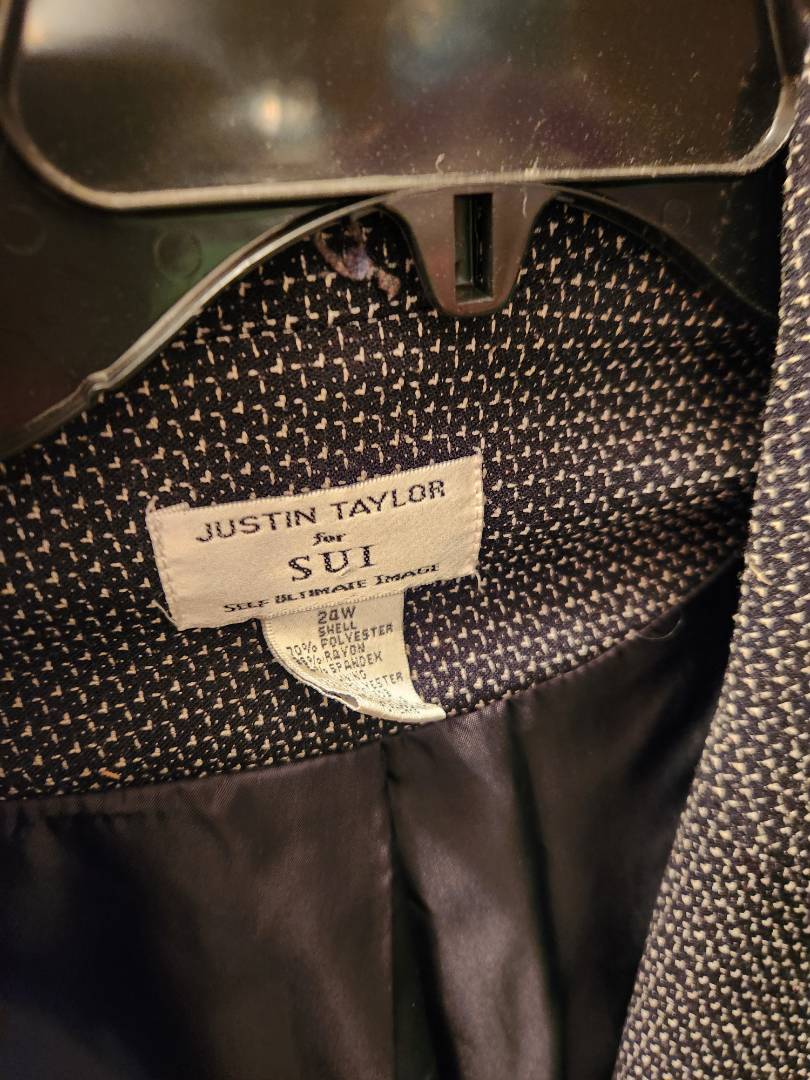 JUSTIN TAYLOR
for
SUI
SELF ULTIMATE IMAGE
24W
SHELL
70% POLYESTER
RAYON
SPANDEX